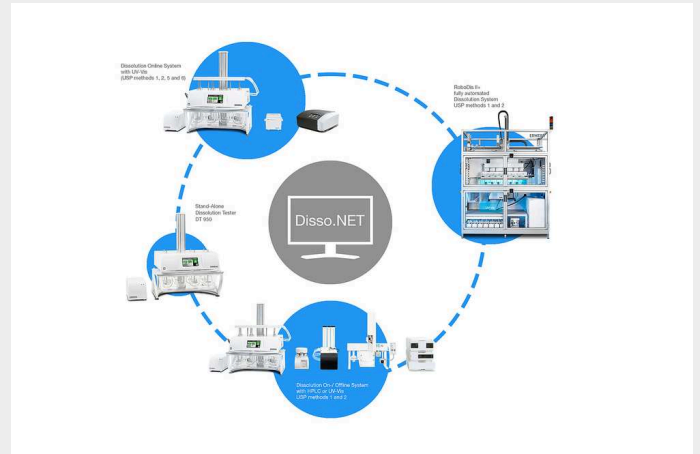 Dissolution Online System
with UV-Vis
(USP methods 1, 2, 5 and 6)
RoboDis II+
fully automated
Dissolution System
USP methods 1 and 2
Disso.NET
Stand-Alone
Dissolution Tester
DT 950
Dissolution On-/ Offline System
with HPLC or UV-Vis
USP methods 1 and 2